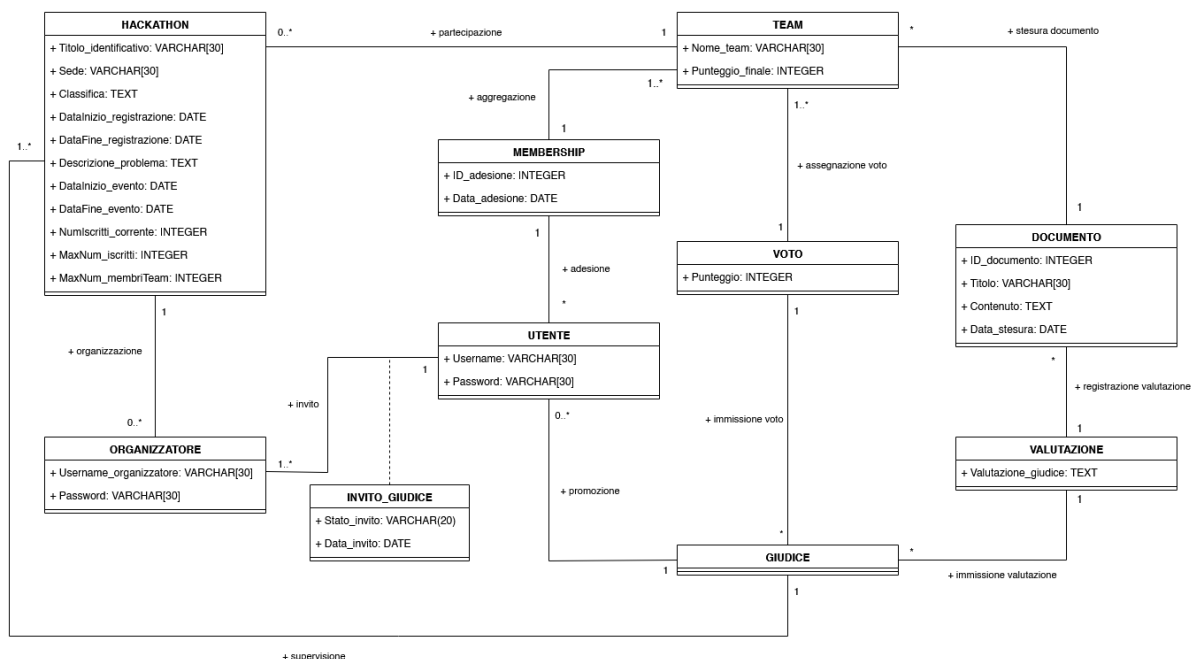 HACKATHON
+ Titolo_identificativo: VARCHAR[30]
+ Sede: VARCHAR[30]
+ Classifica: TEXT
+ DataInizio_registrazione: DATE
+ DataFine_registrazione: DATE
+ Descrizione_problema: TEXT
+ DataInizio_evento: DATE
+ DataFine_evento: DATE
+ NumIscritti_corrente: INTEGER
+ MaxNum_iscritti: INTEGER
+ MaxNum_membriTeam: INTEGER
0..*
+ partecipazione
1
TEAM
+ Nome_team: VARCHAR[30]
+ Punteggio_finale: INTEGER
*
+ stesura documento
1
1..*
+ aggregazione
1
MEMBERSHIP
+ ID_adesione: INTEGER
+ Data_adesione: DATE
1..*
+ assegnazione voto
1
1..*
1
+ adesione
*
VOTO
+ Punteggio: INTEGER
1
DOCUMENTO
+ ID_documento: INTEGER
+ Titolo: VARCHAR[30]
+ Contenuto: TEXT
+ Data_stesura: DATE
*
+ registrazione valutazione
1
1
+ organizzazione
0..*
UTENTE
+ Username: VARCHAR[30]
+ Password: VARCHAR[30]
1
+ invito
1..*
0..*
+ promozione
1
+ immissione voto
*
ORGANIZZATORE
+ Username_organizzatore: VARCHAR[30]
+ Password: VARCHAR[30]
INVITO_GIUDICE
+ Stato_invito: VARCHAR(20)
+ Data_invito: DATE
VALUTAZIONE
+ Valutazione_giudice: TEXT
1
GIUDICE
*
+ immissione valutazione
1
+ supervisione